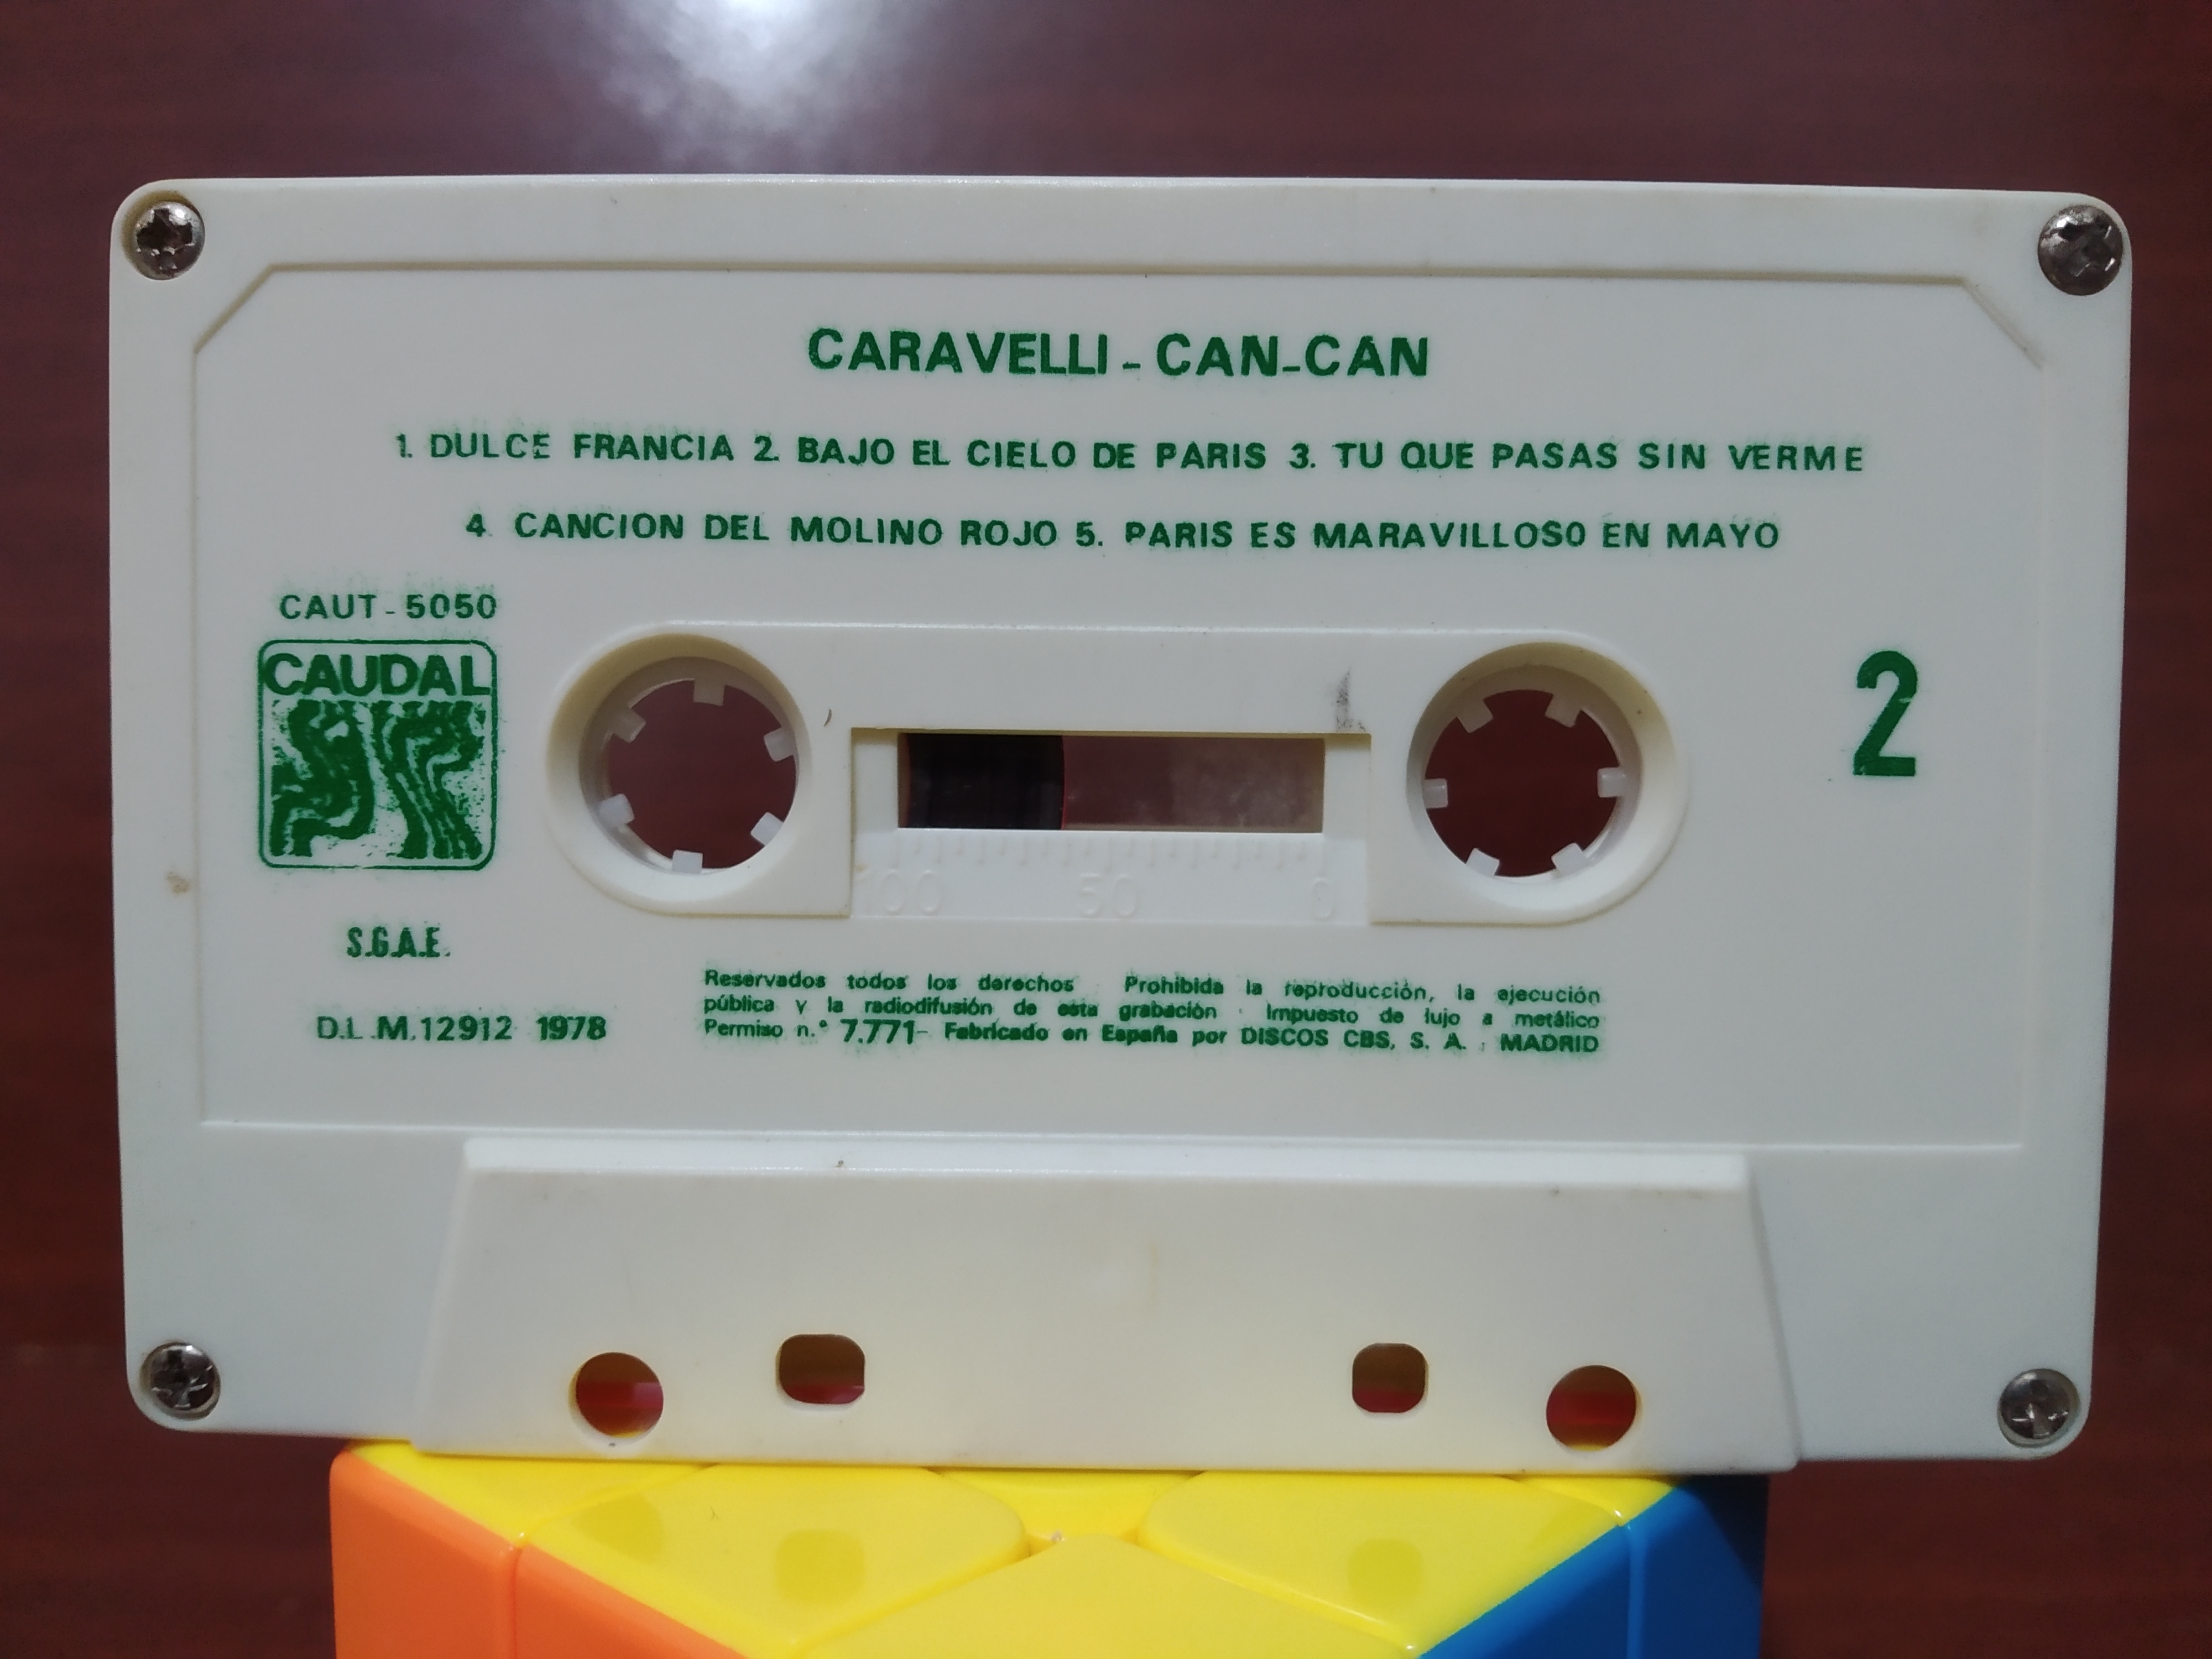 CARAVELLI - CAN-CAN
1. DULCE FRANCIA 2. BAJO EL CIELO DE PARIS 3. TU QUE PASAS SIN VERME
4. CANCION DEL MOLINO ROJO 5. PARIS ES MARAVILLOSO EN MAYO
CAUT - 5050
CAUDAL
2
100 50 0
S.G.A.E.
D.L.M.12912 1978
Reservados todos los derechos · Prohibida la reproducción, la ejecución
pública y la radiodifusión de esta grabación · Impuesto de lujo a metálico
Permiso n.º 7.771- Fabricado en España por DISCOS CBS, S. A. · MADRID